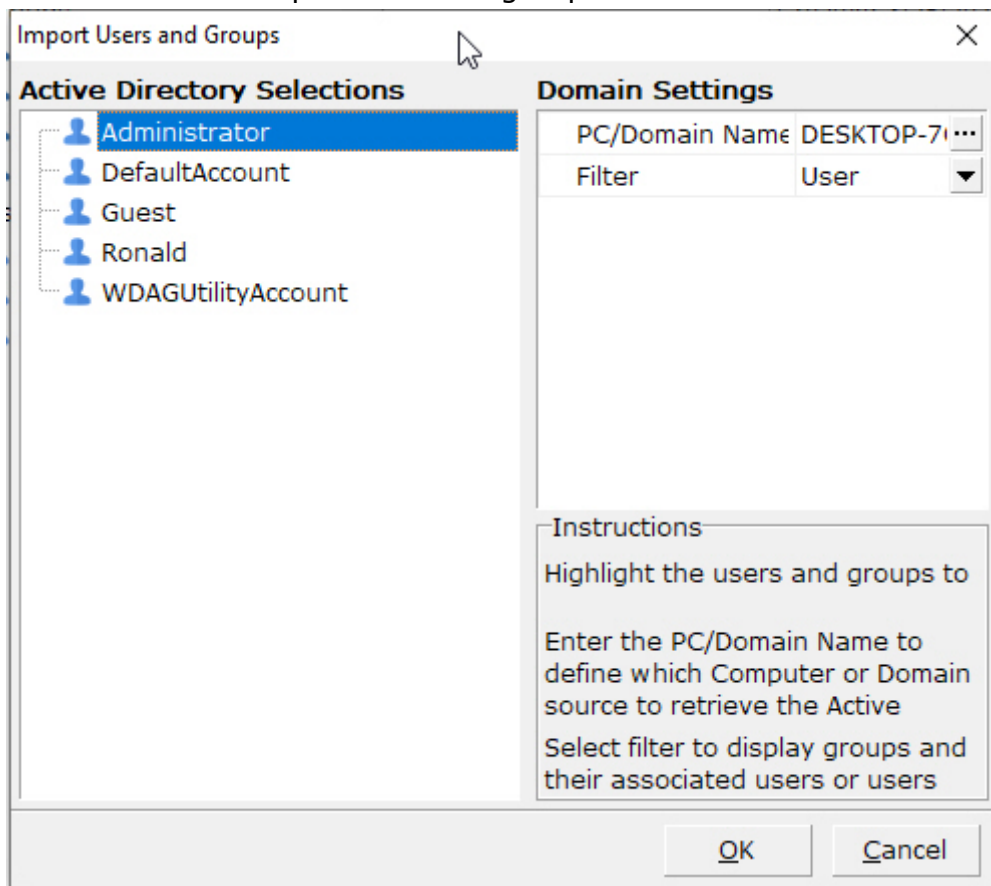 Import Users and Groups
Active Directory Selections
Administrator
DefaultAccount
Guest
Ronald
WDAGUtilityAccount
Domain Settings
PC/Domain Name DESKTOP-7 ...
Filter User
Instructions
Highlight the users and groups to
Enter the PC/Domain Name to
define which Computer or Domain
source to retrieve the Active
Select filter to display groups and
their associated users or users
OK
Cancel